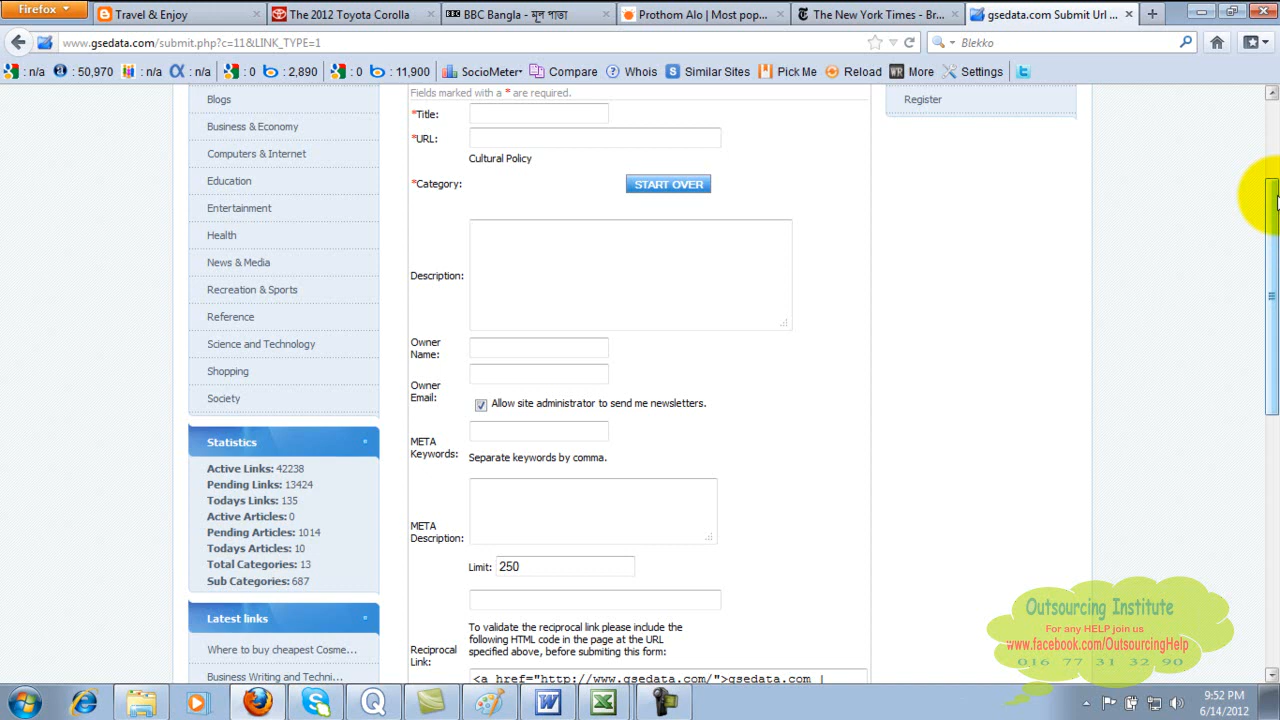 Firefox
Travel & Enjoy
The 2012 Toyota Corolla
BBC Bangla - মূল পাতা
Prothom Alo | Most pop...
The New York Times - Br...
gsedata.com Submit Url ...
www.gsedata.com/submit.php?c=11&LINK_TYPE=1
Blekko
: n/a : 50,970 : n/a : n/a : 0 : 2,890 : 0 : 11,900 SocioMeter Compare Whois Similar Sites Pick Me Reload More Settings
Blogs
Business & Economy
Computers & Internet
Education
Entertainment
Health
News & Media
Recreation & Sports
Reference
Science and Technology
Shopping
Society
Statistics
Active Links: 42238
Pending Links: 13424
Todays Links: 135
Active Articles: 0
Pending Articles: 1014
Todays Articles: 10
Total Categories: 13
Sub Categories: 687
Latest links
Where to buy cheapest Cosme...
Business Writing and Techni...
Fields marked with a * are required.
*Title:
*URL:
Cultural Policy
*Category:
START OVER
Description:
Owner
Name:
Owner
Email:
Allow site administrator to send me newsletters.
META
Keywords:
Separate keywords by comma.
META
Description:
Limit: 250
To validate the reciprocal link please include the
following HTML code in the page at the URL
specified above, before submiting this form:
Reciprocal
Link:
<a href="http://www.gsedata.com/">gsedata.com |
Register
Outsourcing Institute
For any HELP join us
www.facebook.com/OutsourcingHelp
016 77 31 32 90
9:52 PM
6/14/2012